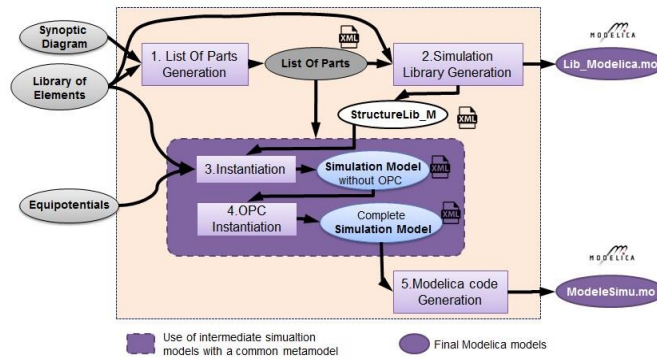 Synoptic
Diagram
Library of
Elements
Equipotentials
1. List Of Parts
Generation
XML
List Of Parts
2.Simulation
Library Generation
MODELICA
Lib_Modelica.mo
StructureLib_M
XML
3.Instantiation
Simulation Model
without OPC
XML
4.OPC
Instantiation
Complete
Simulation Model
XML
5.Modelica code
Generation
MODELICA
ModeleSimu.mo
Use of intermediate simualtion
models with a common metamodel
Final Modelica models